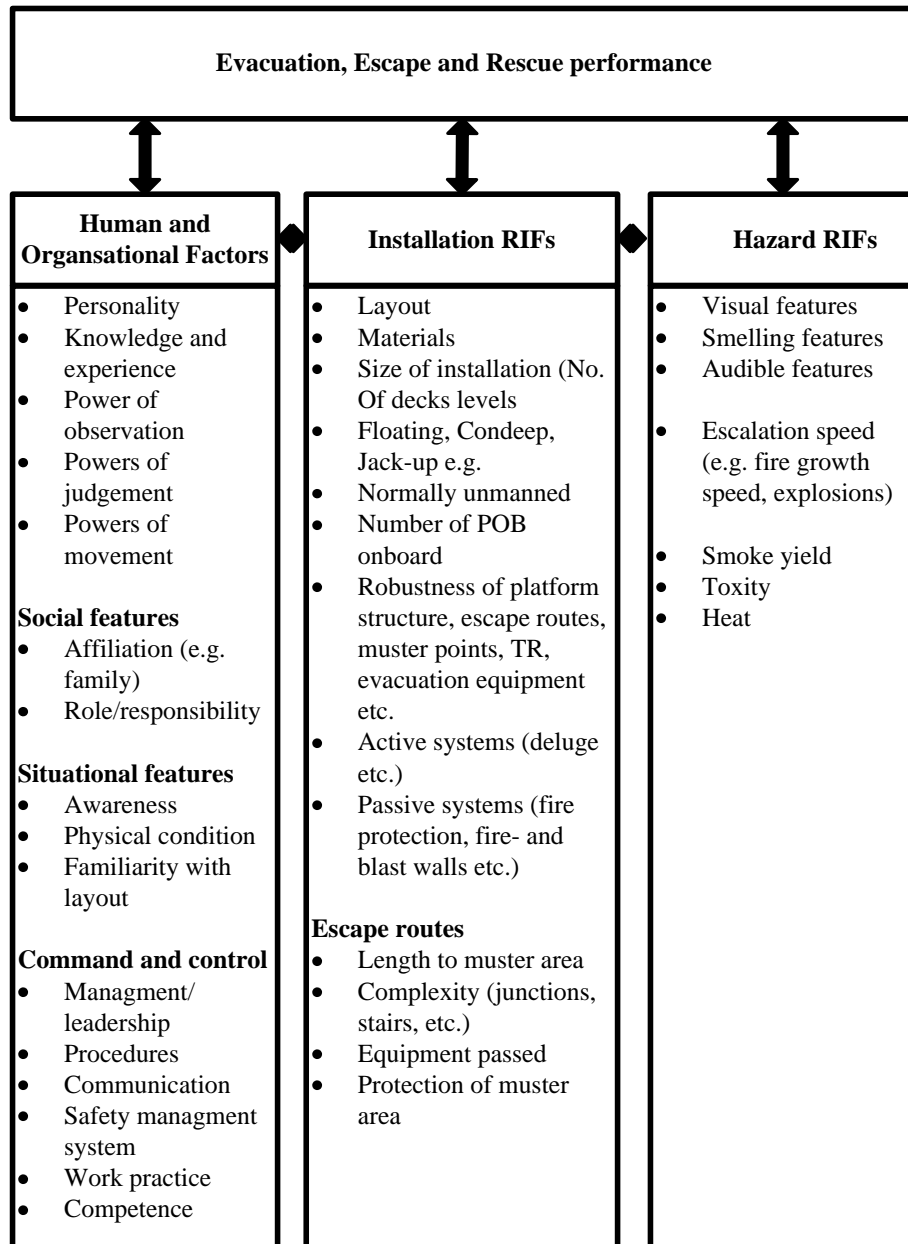 Evacuation, Escape and Rescue performance
Human and
Organsational Factors
• Personality
• Knowledge and
experience
• Power of
observation
• Powers of
judgement
• Powers of
movement
Social features
• Affiliation (e.g.
family)
• Role/responsibility
Situational features
• Awareness
• Physical condition
• Familiarity with
layout
Command and control
• Managment/
leadership
• Procedures
• Communication
• Safety managment
system
• Work practice
• Competence
Installation RIFs
• Layout
• Materials
• Size of installation (No.
Of decks levels
• Floating, Condeep,
Jack-up e.g.
• Normally unmanned
• Number of POB
onboard
• Robustness of platform
structure, escape routes,
muster points, TR,
evacuation equipment
etc.
• Active systems (deluge
etc.)
• Passive systems (fire
protection, fire- and
blast walls etc.)
Escape routes
• Length to muster area
• Complexity (junctions,
stairs, etc.)
• Equipment passed
• Protection of muster
area
Hazard RIFs
• Visual features
• Smelling features
• Audible features
• Escalation speed
(e.g. fire growth
speed, explosions)
• Smoke yield
• Toxity
• Heat